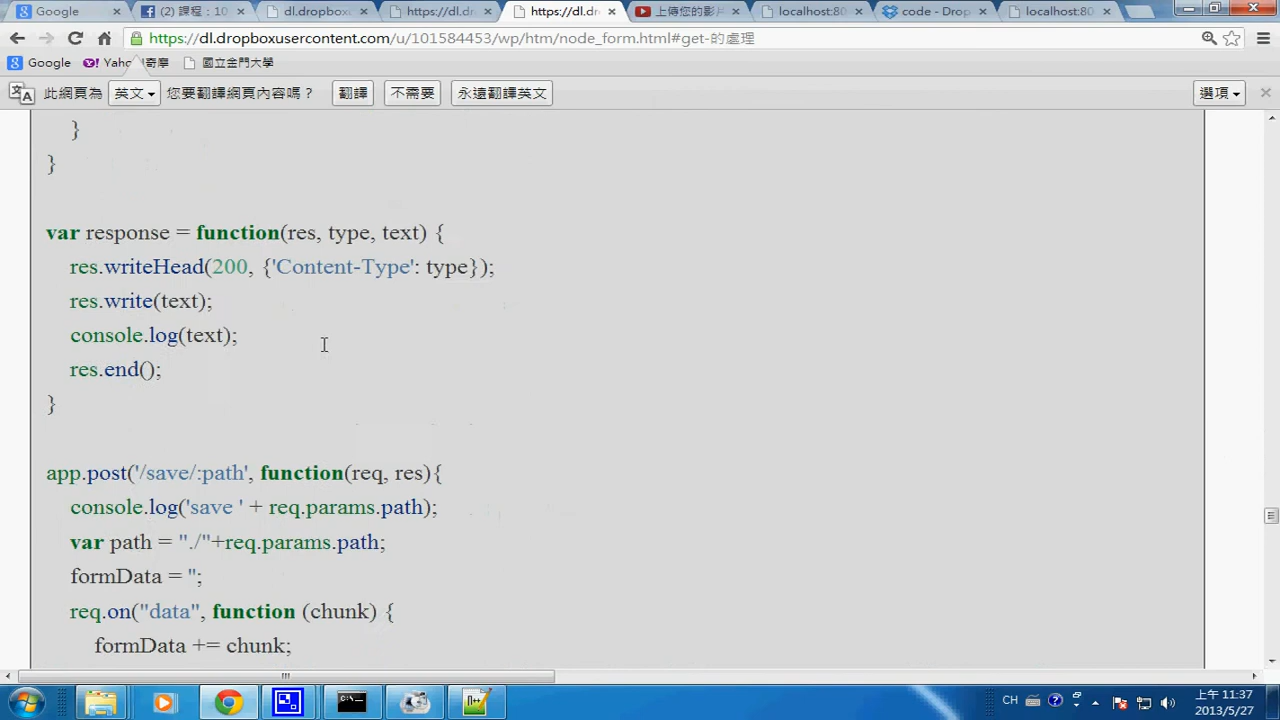 Google
(2) 課程：10
dl.dropboxu
https://dl.dr
https://dl.dr
上傳您的影片
localhost:80
code - Drop
localhost:80
https://dl.dropboxusercontent.com/u/101584453/wp/htm/node_form.html#get-的處理
Google
Yahoo!奇摩
國立金門大學
此網頁為 英文 您要翻譯網頁內容嗎？ 翻譯 不需要 永遠翻譯英文 選項
}
}
var response = function(res, type, text) {
res.writeHead(200, {'Content-Type': type});
res.write(text);
console.log(text);
res.end();
}
app.post('/save/:path', function(req, res){
console.log('save ' + req.params.path);
var path = "./"+req.params.path;
formData = '';
req.on("data", function (chunk) {
formData += chunk;
CH
上午 11:37
2013/5/27